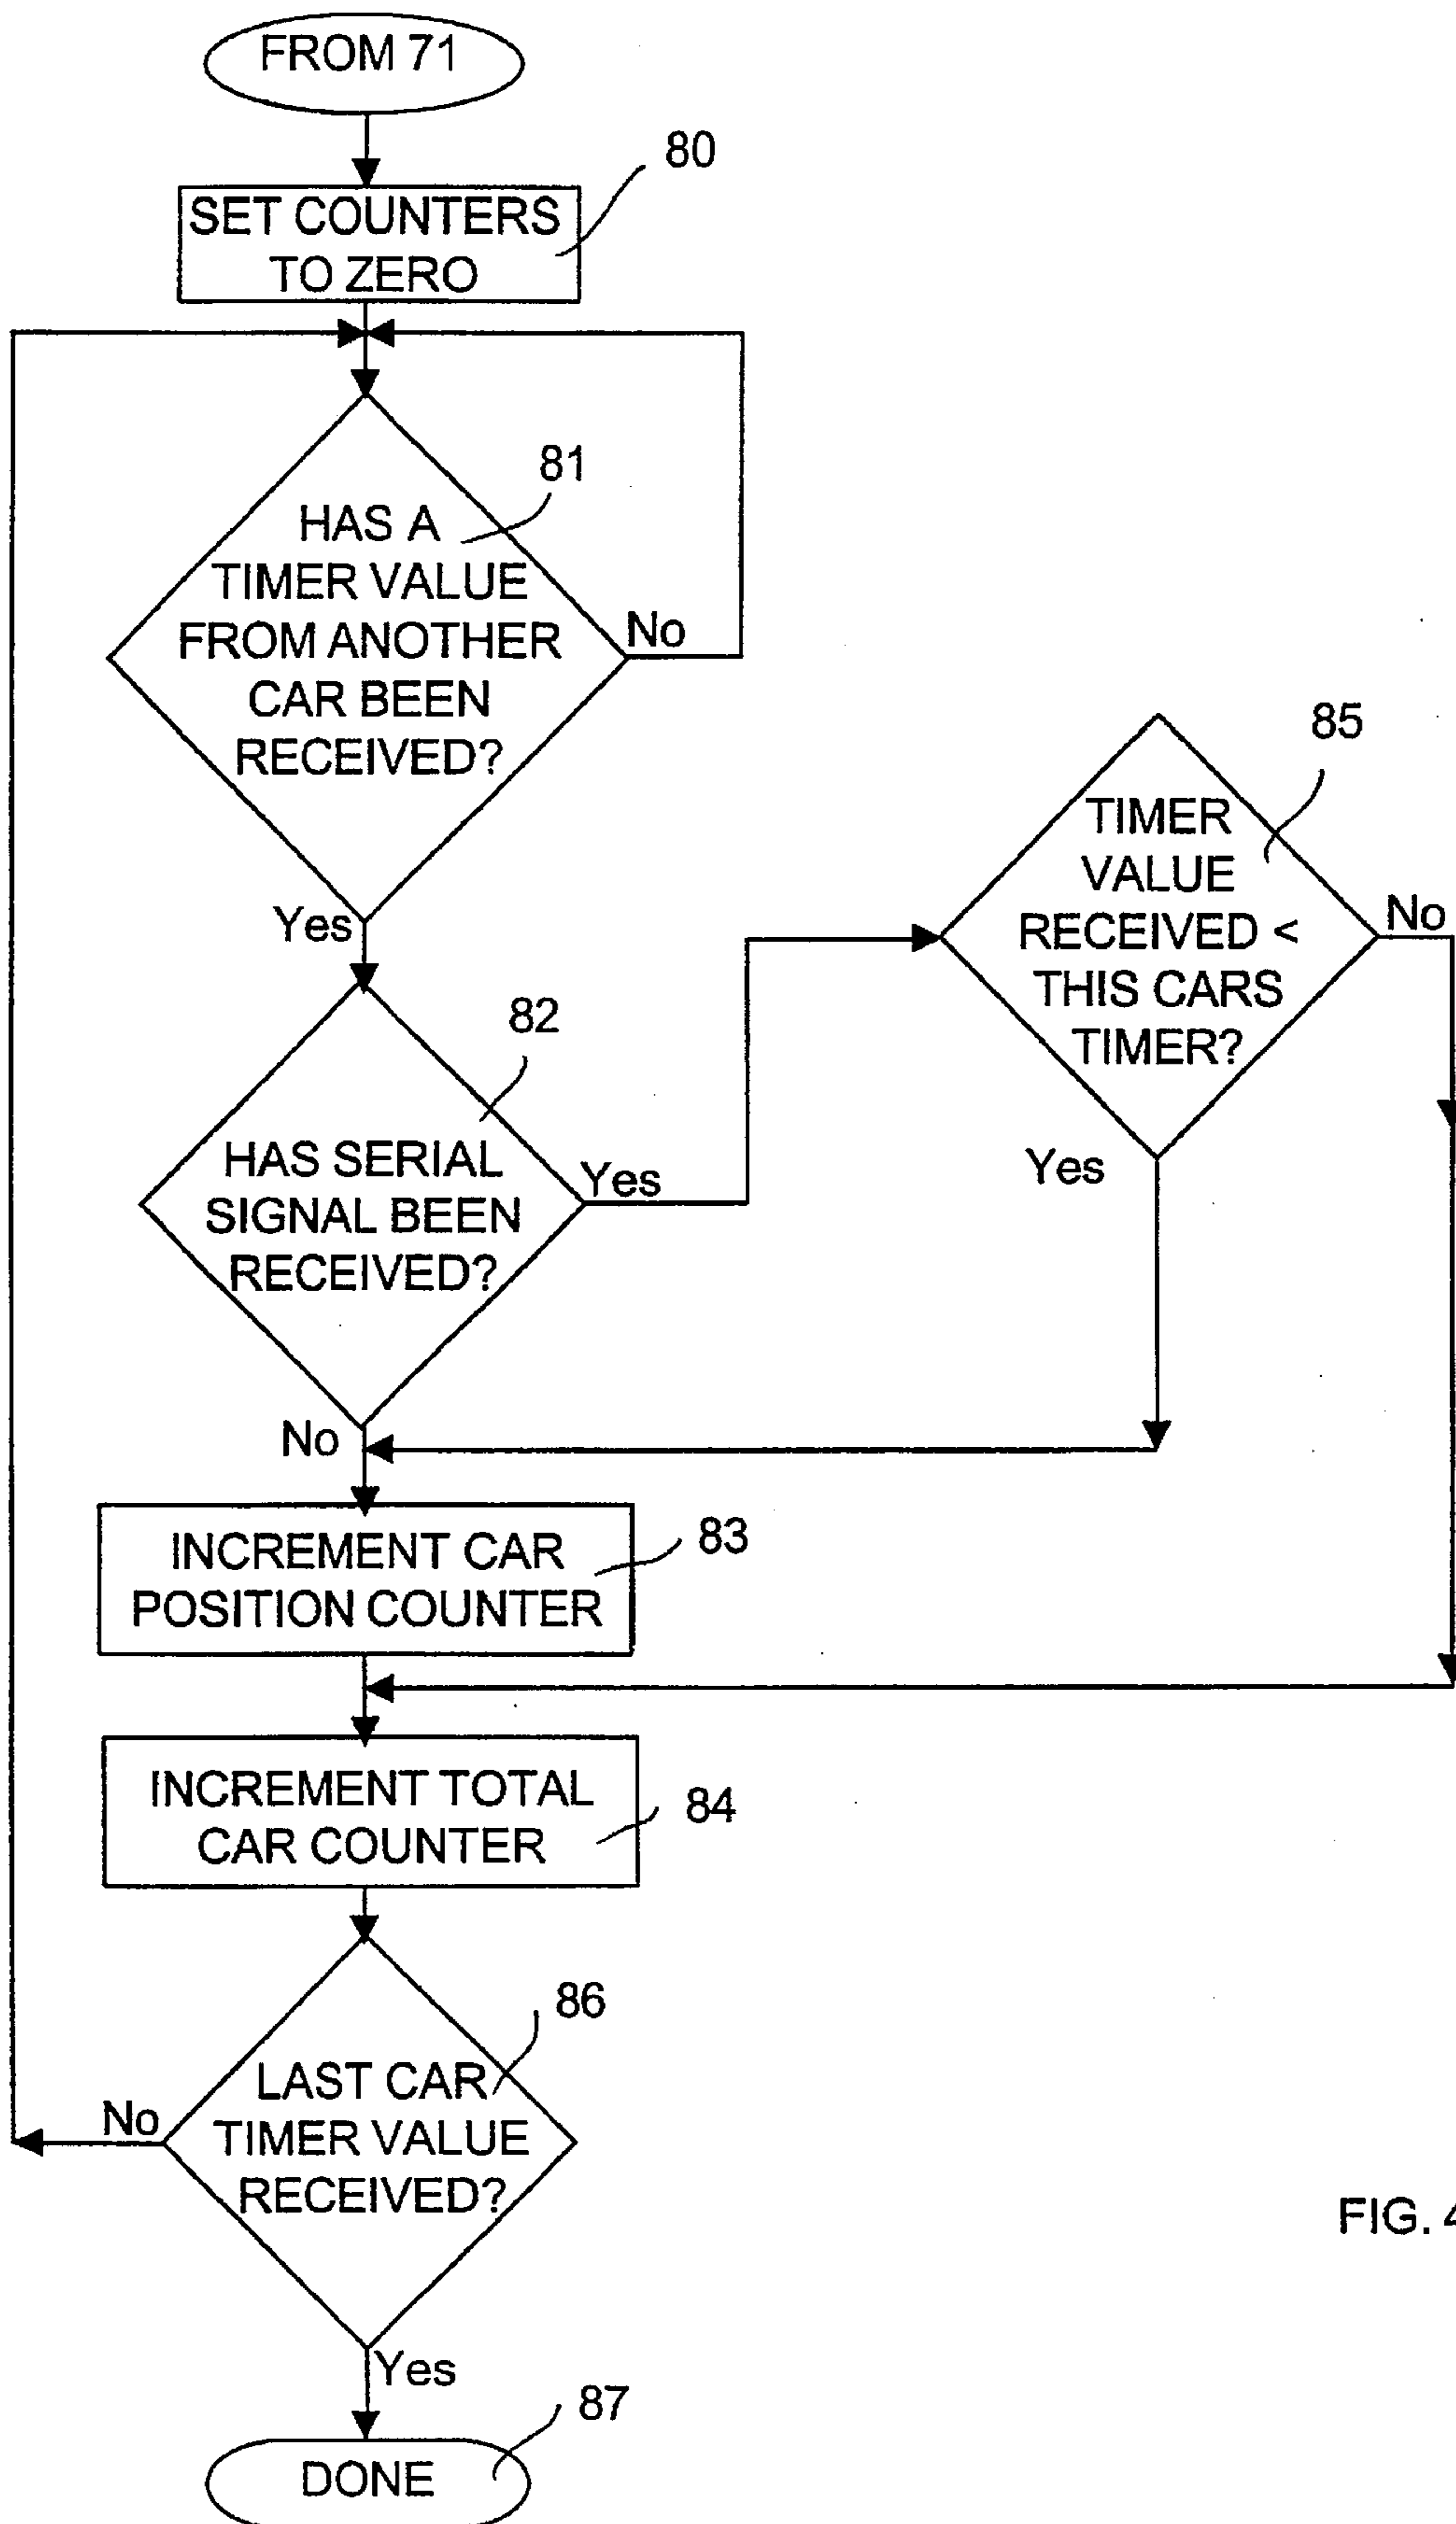 FROM 71
80
SET COUNTERS
TO ZERO
81
HAS A
TIMER VALUE
FROM ANOTHER
CAR BEEN
RECEIVED?
No
Yes
85
TIMER
VALUE
RECEIVED <
THIS CARS
TIMER?
No
Yes
82
HAS SERIAL
SIGNAL BEEN
RECEIVED?
Yes
No
83
INCREMENT CAR
POSITION COUNTER
84
INCREMENT TOTAL
CAR COUNTER
86
LAST CAR
TIMER VALUE
RECEIVED?
No
Yes
87
DONE
FIG. 4